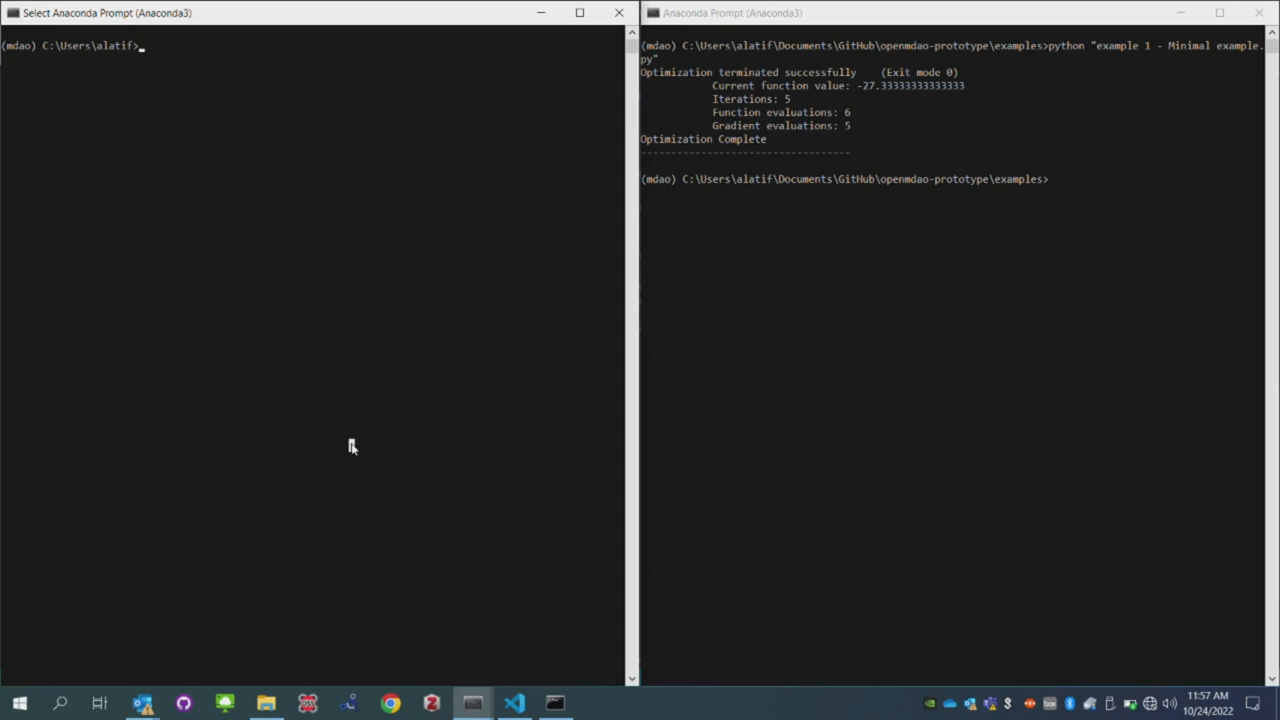 Select Anaconda Prompt (Anaconda3)
(mdao) C:\Users\alatif>
Anaconda Prompt (Anaconda3)
(mdao) C:\Users\alatif\Documents\GitHub\openmdao-prototype\examples>python "example 1 - Minimal example.
py"
Optimization terminated successfully    (Exit mode 0)
            Current function value: -27.33333333333333
            Iterations: 5
            Function evaluations: 6
            Gradient evaluations: 5
Optimization Complete
-----------------------------------
(mdao) C:\Users\alatif\Documents\GitHub\openmdao-prototype\examples>
11:57 AM
10/24/2022